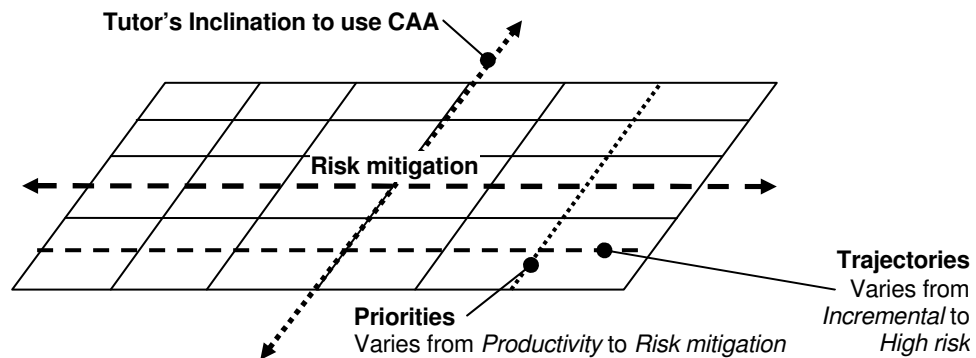 Tutor's Inclination to use CAA
Risk mitigation
Trajectories
Varies from
Incremental to
High risk
Priorities
Varies from Productivity to Risk mitigation